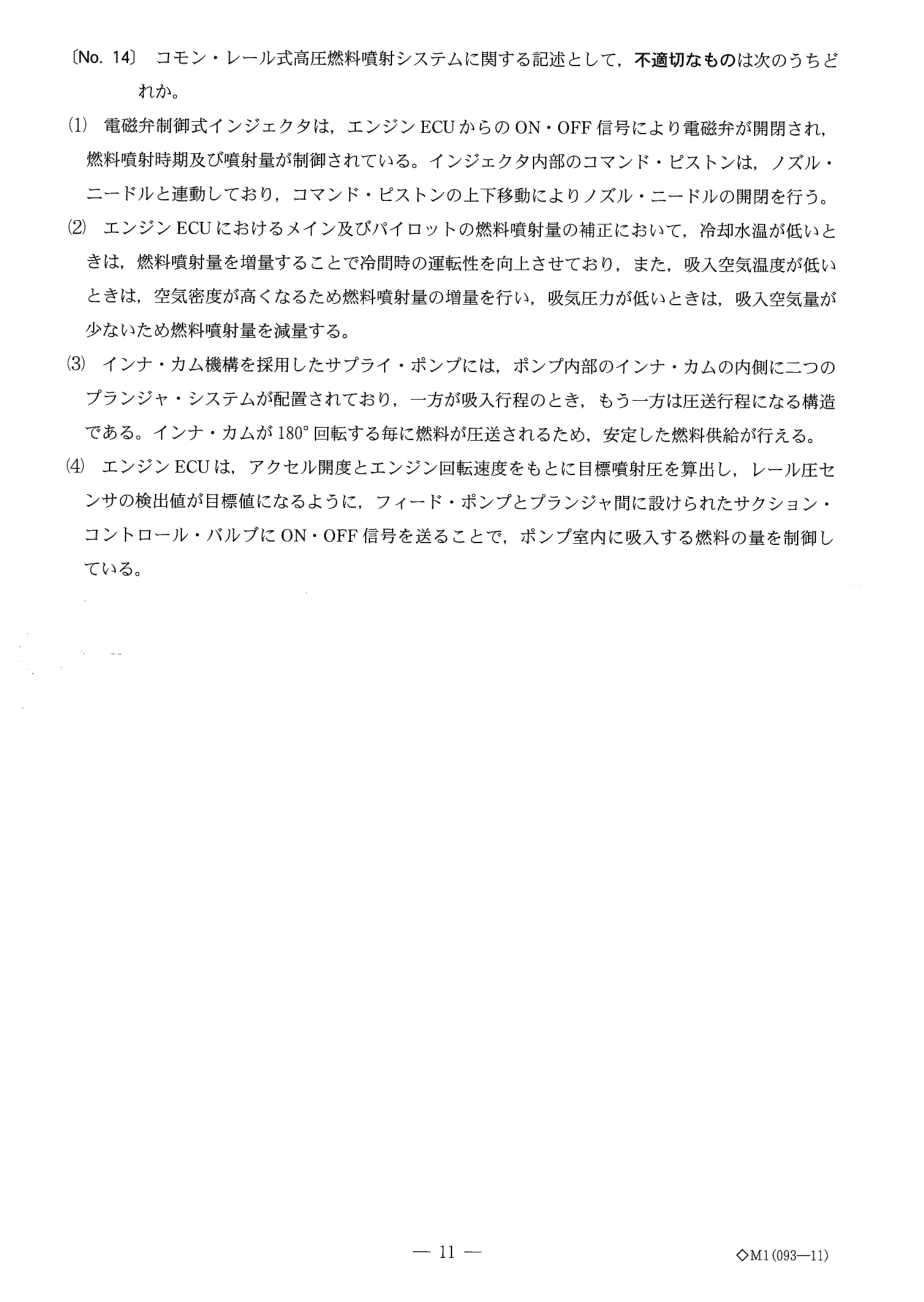 〔No. 14〕 コモン・レール式高圧燃料噴射システムに関する記述として，不適切なものは次のうちど
れか。
⑴ 電磁弁制御式インジェクタは，エンジン ECU からの ON・OFF 信号により電磁弁が開閉され，
燃料噴射時期及び噴射量が制御されている。インジェクタ内部のコマンド・ピストンは，ノズル・
ニードルと連動しており，コマンド・ピストンの上下移動によりノズル・ニードルの開閉を行う。
⑵ エンジン ECU におけるメイン及びパイロットの燃料噴射量の補正において，冷却水温が低いと
きは，燃料噴射量を増量することで冷間時の運転性を向上させており，また，吸入空気温度が低い
ときは，空気密度が高くなるため燃料噴射量の増量を行い，吸気圧力が低いときは，吸入空気量が
少ないため燃料噴射量を減量する。
⑶ インナ・カム機構を採用したサプライ・ポンプには，ポンプ内部のインナ・カムの内側に二つの
プランジャ・システムが配置されており，一方が吸入行程のとき，もう一方は圧送行程になる構造
である。インナ・カムが 180° 回転する毎に燃料が圧送されるため，安定した燃料供給が行える。
⑷ エンジン ECU は，アクセル開度とエンジン回転速度をもとに目標噴射圧を算出し，レール圧セ
ンサの検出値が目標値になるように，フィード・ポンプとプランジャ間に設けられたサクション・
コントロール・バルブに ON・OFF 信号を送ることで，ポンプ室内に吸入する燃料の量を制御し
ている。
— 11 —
◇M1(093—11)